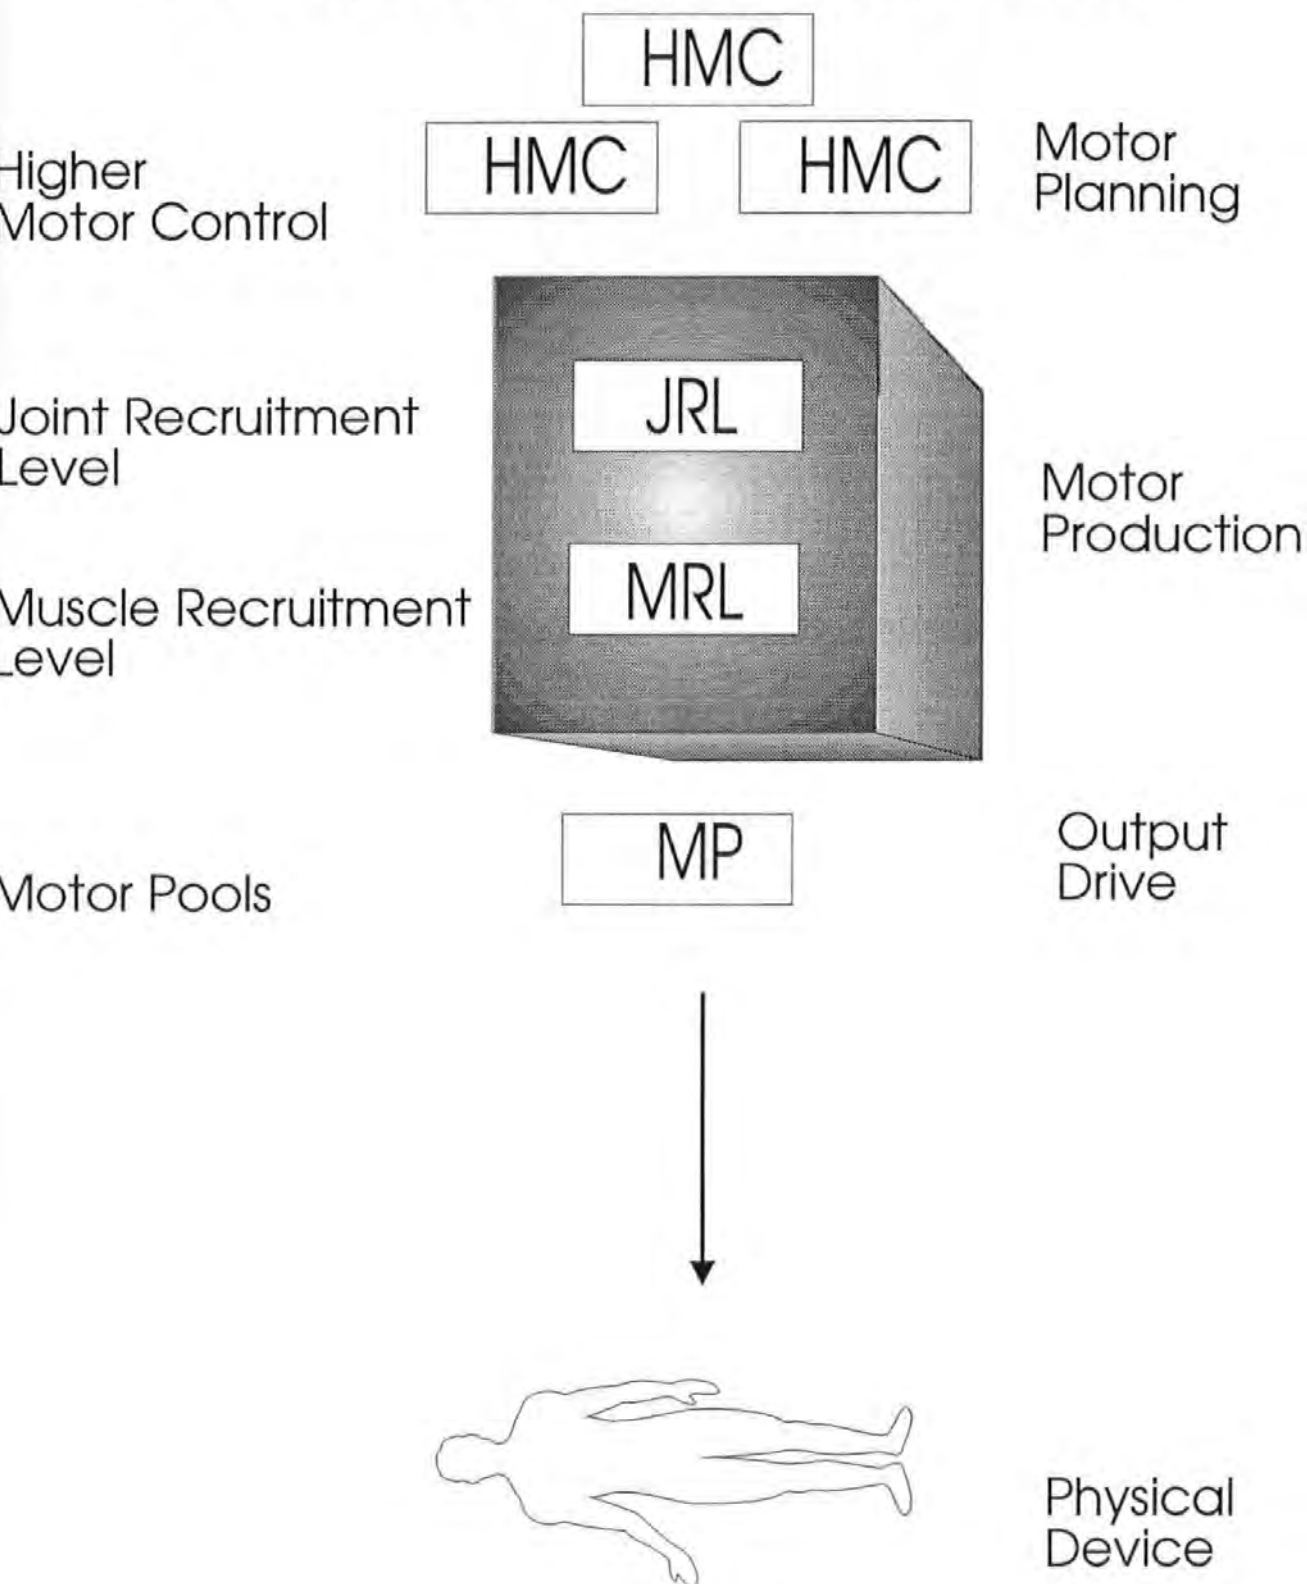 HMC
HMC HMC
Higher
Motor Control
Motor
Planning
JRL
Joint Recruitment
Level
Motor
Production
MRL
Muscle Recruitment
Level
MP
Motor Pools
Output
Drive
Physical
Device